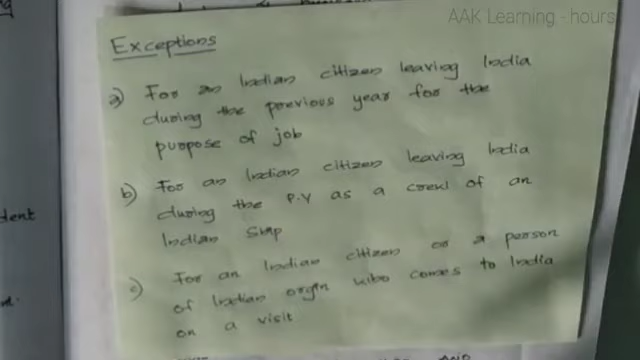 AAK Learning - hours
Exceptions
a) For an Indian citizen leaving India
during the previous year for the
purpose of job
b) For an Indian citizen leaving India
during the P.Y as a crew of an
Indian Ship
c) For an Indian citizen or a person
of Indian orgin who comes to India
on a visit
dent